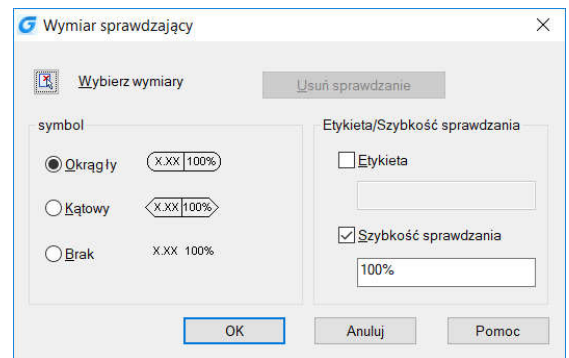 Wymiar sprawdzający
Wybierz wymiary
Usuń sprawdzanie
symbol
Okrągły
X.XX 100%
Kątowy
X.XX 100%
Brak
X.XX 100%
Etykieta/Szybkość sprawdzania
Etykieta
Szybkość sprawdzania
100%
OK
Anuluj
Pomoc